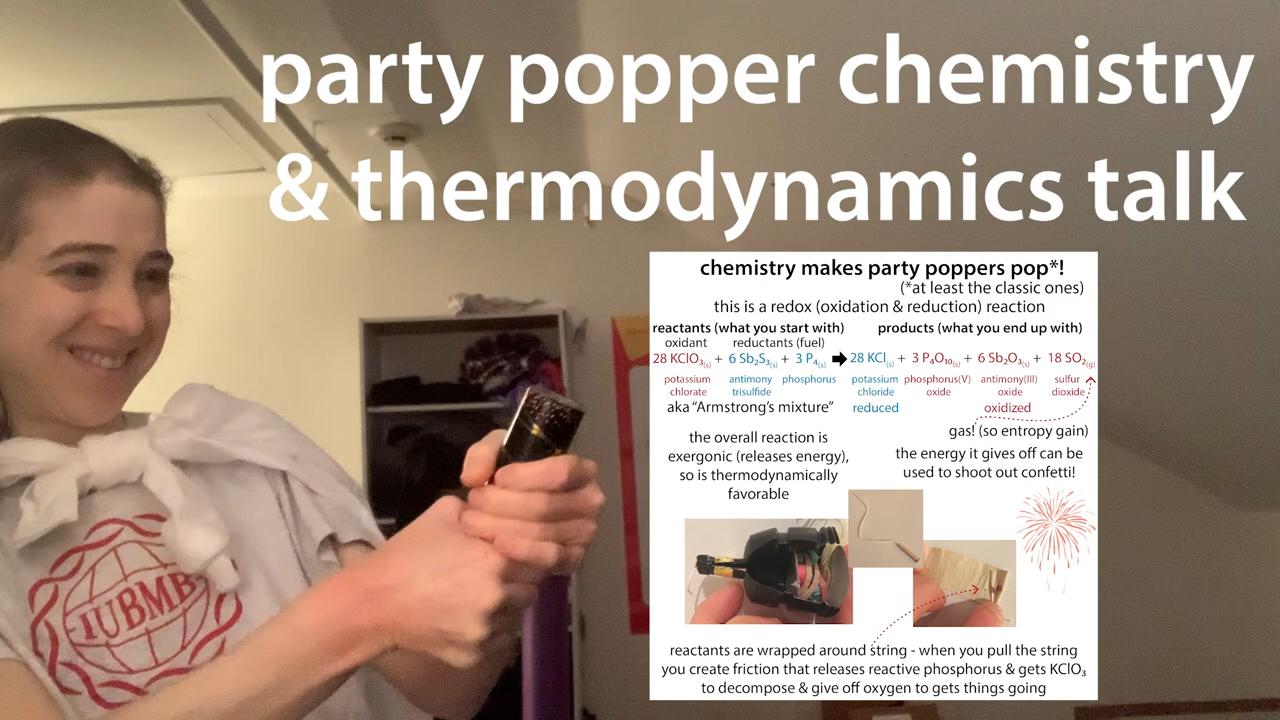 party popper chemistry
& thermodynamics talk
chemistry makes party poppers pop*!
(*at least the classic ones)
this is a redox (oxidation & reduction) reaction
reactants (what you start with)
products (what you end up with)
oxidant
reductants (fuel)
28 KClO₃(s) + 6 Sb₂S₃(s) + 3 P₄(s) 🡆 28 KCl(s) + 3 P₄O₁₀(s) + 6 Sb₂O₃(s) + 18 SO₂(g)
potassium
chlorate
antimony
trisulfide
phosphorus
potassium
chloride
phosphorus(V)
oxide
antimony(III)
oxide
sulfur
dioxide
aka “Armstrong’s mixture”
reduced
oxidized
gas! (so entropy gain)
the overall reaction is
exergonic (releases energy),
so is thermodynamically
favorable
the energy it gives off can be
used to shoot out confetti!
reactants are wrapped around string - when you pull the string
you create friction that releases reactive phosphorus & gets KClO₃
to decompose & give off oxygen to gets things going
IUBMB